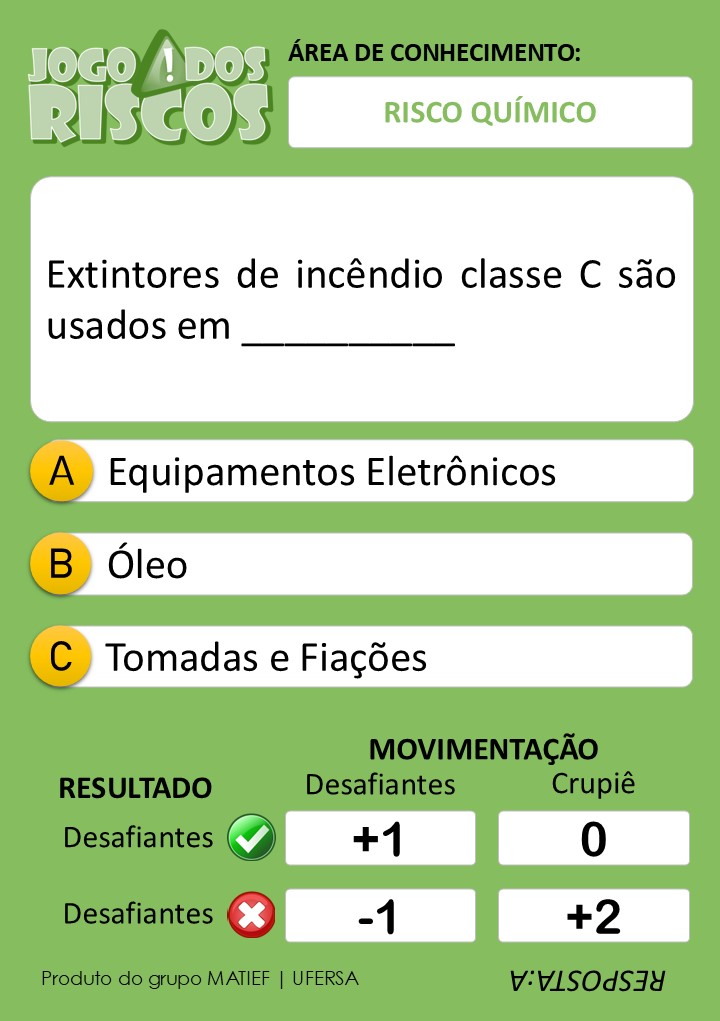 JOGO DOS
RISCOS
ÁREA DE CONHECIMENTO:
RISCO QUÍMICO
Extintores de incêndio classe C são
usados em ___________
A Equipamentos Eletrônicos
B Óleo
C Tomadas e Fiações
MOVIMENTAÇÃO
RESULTADO Desafiantes Crupiê
Desafiantes +1 0
Desafiantes -1 +2
Produto do grupo MATIEF | UFERSA
RESPOSTA:A